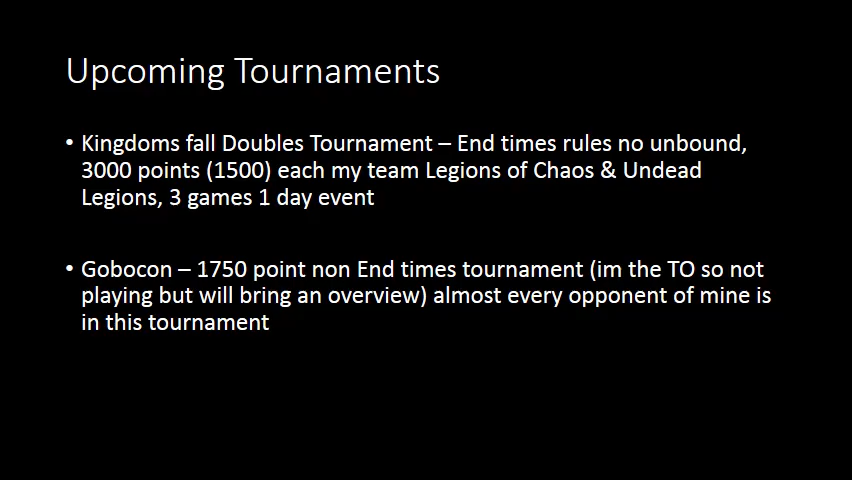 Upcoming Tournaments
• Kingdoms fall Doubles Tournament – End times rules no unbound,
3000 points (1500) each my team Legions of Chaos & Undead
Legions, 3 games 1 day event
• Gobocon – 1750 point non End times tournament (im the TO so not
playing but will bring an overview) almost every opponent of mine is
in this tournament